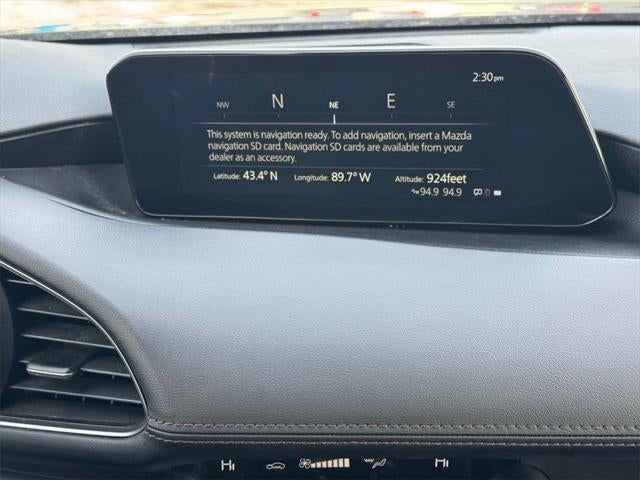 2:30pm
NW N NE E SE
This system is navigation ready. To add navigation, insert a Mazda
navigation SD card. Navigation SD cards are available from your
dealer as an accessory.
Latitude: 43.4° N Longitude: 89.7° W Altitude: 924feet
94.9 94.9
HI HI